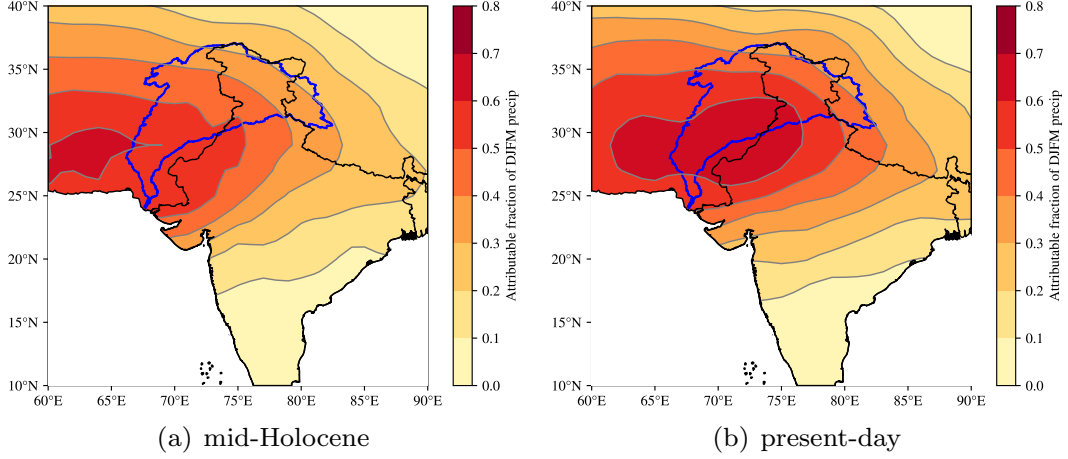 40°N
35°N
30°N
25°N
20°N
15°N
10°N
60°E 65°E 70°E 75°E 80°E 85°E 90°E
0.8
0.7
0.6
0.5
0.4
0.3
0.2
0.1
0.0
Attributable fraction of DJFM precip
(a) mid-Holocene
40°N
35°N
30°N
25°N
20°N
15°N
10°N
60°E 65°E 70°E 75°E 80°E 85°E 90°E
0.8
0.7
0.6
0.5
0.4
0.3
0.2
0.1
0.0
Attributable fraction of DJFM precip
(b) present-day